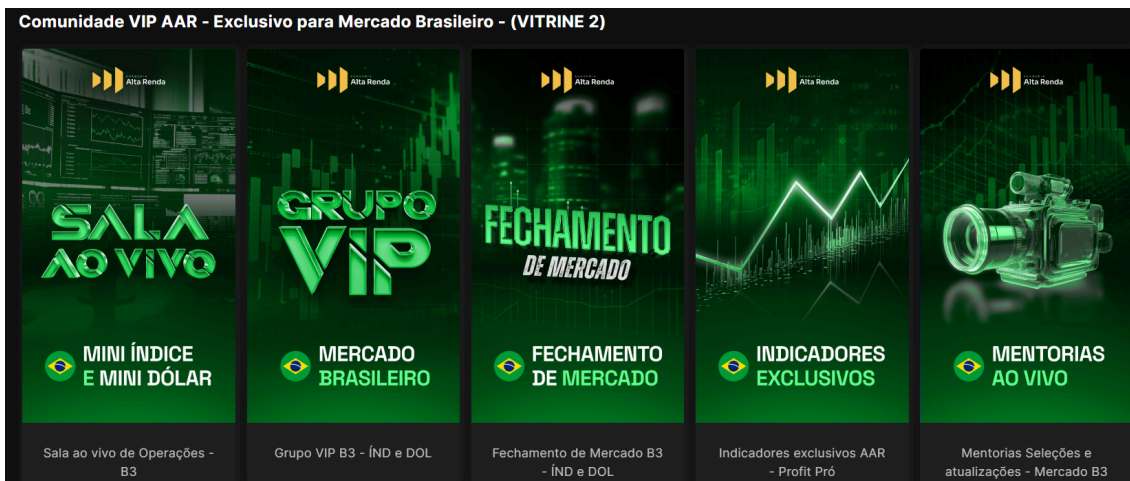 Comunidade VIP AAR - Exclusivo para Mercado Brasileiro - (VITRINE 2)
Alta Renda
SALA
AO VIVO
MINI ÍNDICE
E MINI DÓLAR
Sala ao vivo de Operações -
B3
Alta Renda
GRUPO
VIP
MERCADO
BRASILEIRO
Grupo VIP B3 - ÍND e DOL
Alta Renda
FECHAMENTO
DE MERCADO
FECHAMENTO
DE MERCADO
Fechamento de Mercado B3
- ÍND e DOL
Alta Renda
INDICADORES
EXCLUSIVOS
Indicadores exclusivos AAR
- Profit Pró
Alta Renda
MENTORIAS
AO VIVO
Mentorias Seleções e
atualizações - Mercado B3